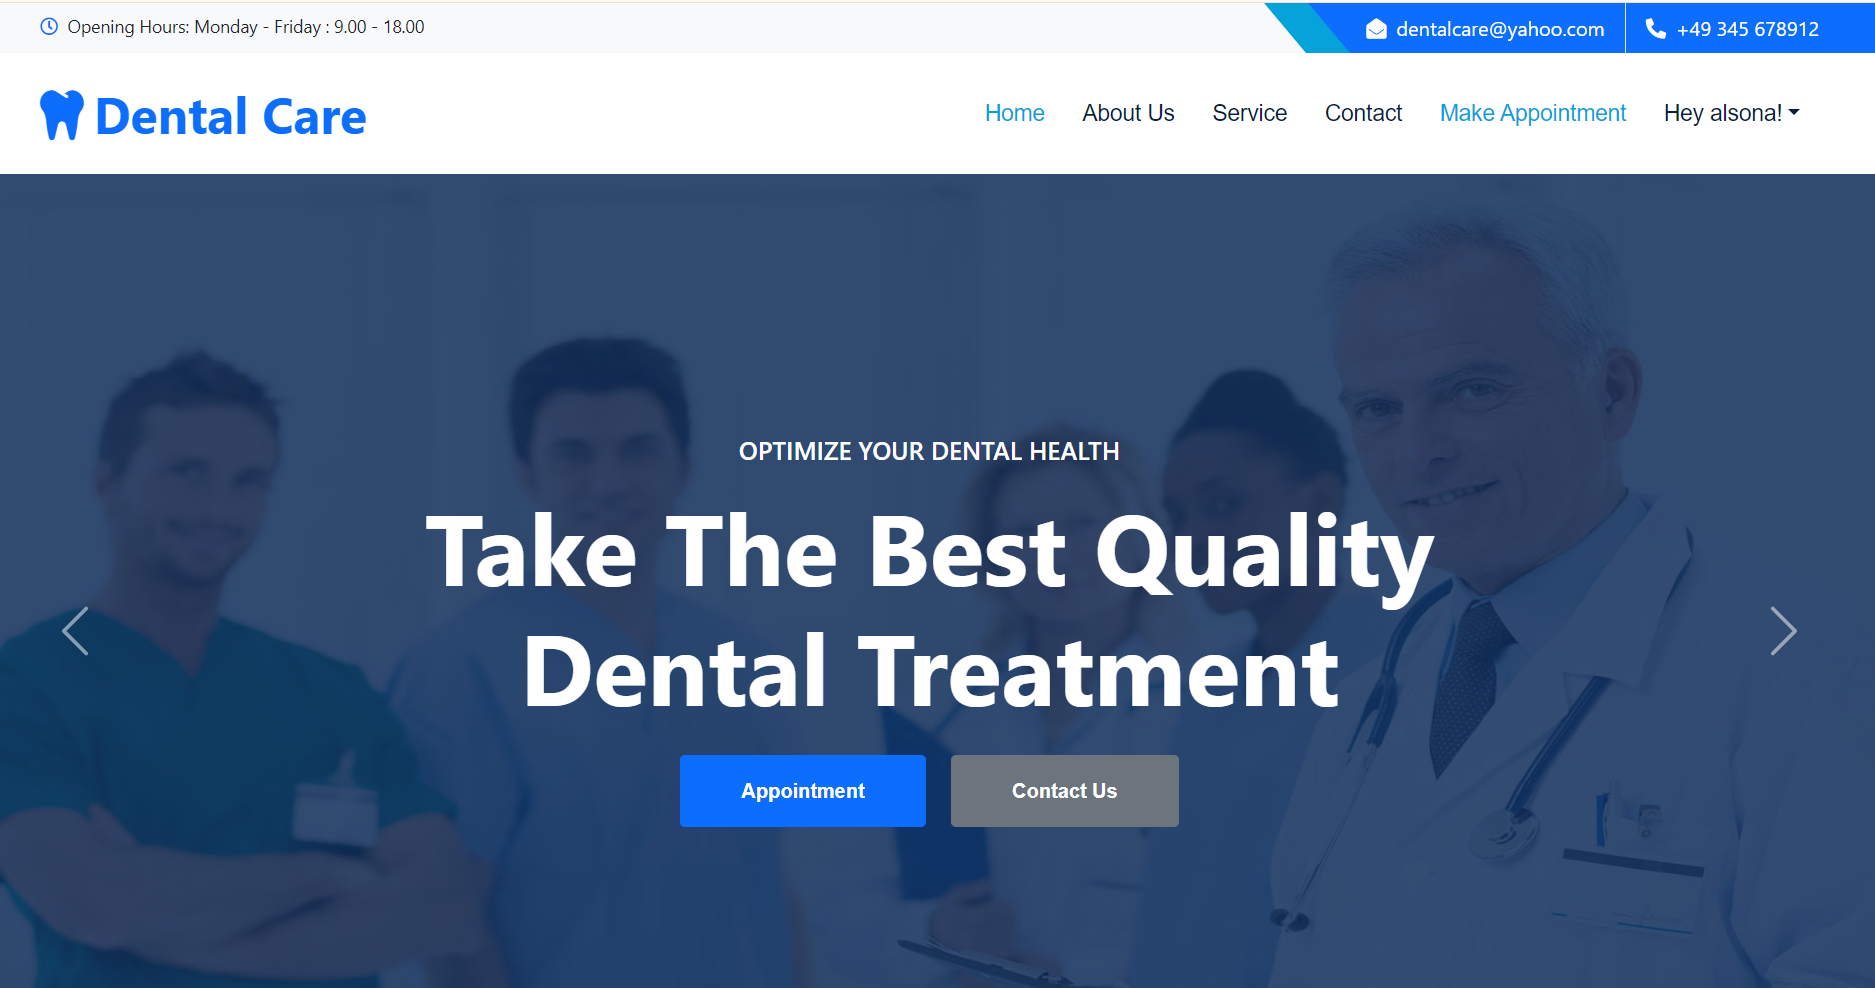 Opening Hours: Monday - Friday : 9.00 - 18.00
dentalcare@yahoo.com
+49 345 678912
Dental Care
Home
About Us
Service
Contact
Make Appointment
Hey alsona!
OPTIMIZE YOUR DENTAL HEALTH
Take The Best Quality
Dental Treatment
Appointment
Contact Us